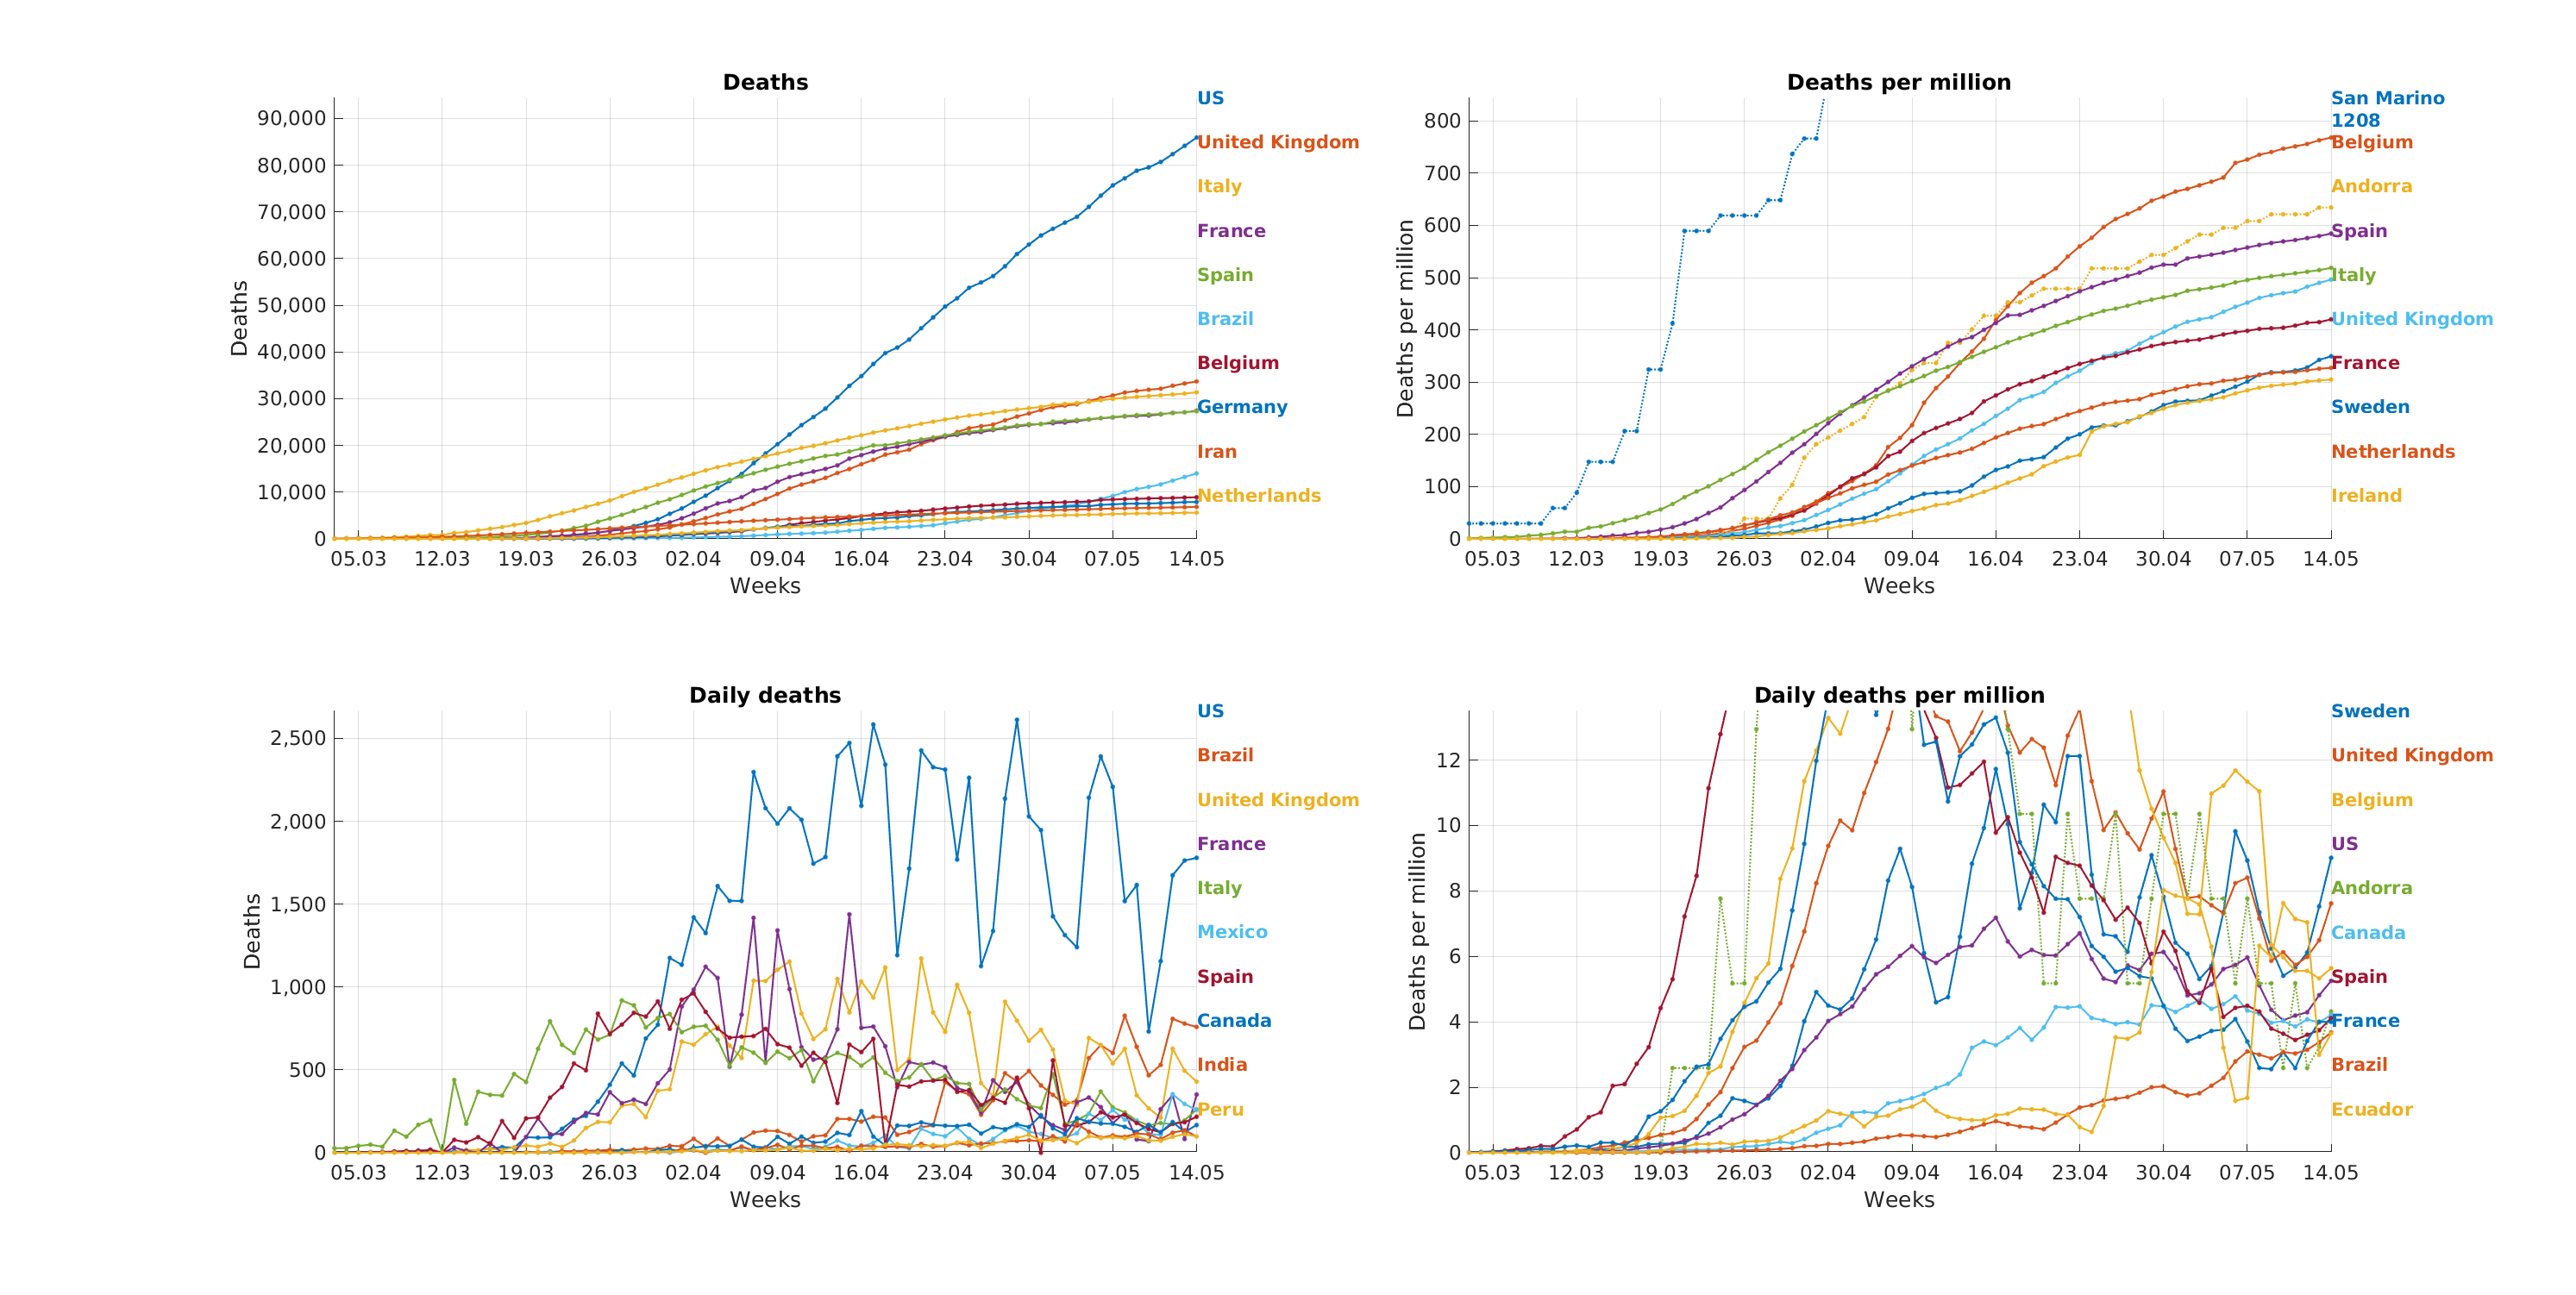 Deaths
90,000
80,000
70,000
60,000
50,000
40,000
30,000
20,000
10,000
0
Deaths
05.03 12.03 19.03 26.03 02.04 09.04 16.04 23.04 30.04 07.05 14.05
Weeks
US
United Kingdom
Italy
France
Spain
Brazil
Belgium
Germany
Iran
Netherlands
Deaths per million
800
700
600
500
400
300
200
100
0
Deaths per million
05.03 12.03 19.03 26.03 02.04 09.04 16.04 23.04 30.04 07.05 14.05
Weeks
San Marino
1208
Belgium
Andorra
Spain
Italy
United Kingdom
France
Sweden
Netherlands
Ireland
Daily deaths
2,500
2,000
1,500
1,000
500
0
Deaths
05.03 12.03 19.03 26.03 02.04 09.04 16.04 23.04 30.04 07.05 14.05
Weeks
US
Brazil
United Kingdom
France
Italy
Mexico
Spain
Canada
India
Peru
Daily deaths per million
12
10
8
6
4
2
0
Deaths per million
05.03 12.03 19.03 26.03 02.04 09.04 16.04 23.04 30.04 07.05 14.05
Weeks
Sweden
United Kingdom
Belgium
US
Andorra
Canada
Spain
France
Brazil
Ecuador